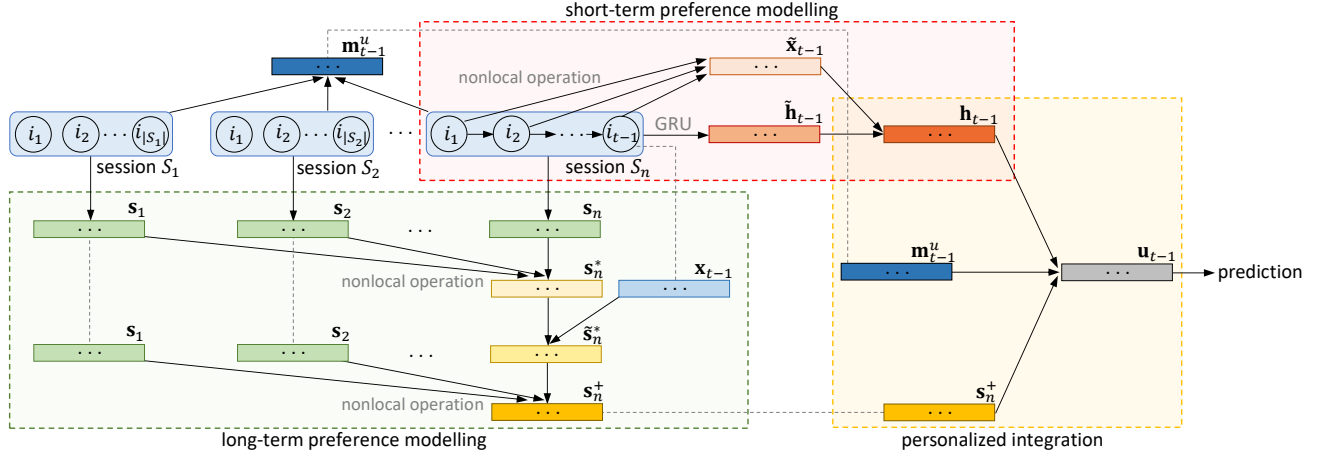 short-term preference modelling
m^u_{t−1}
x̃_{t−1}
nonlocal operation
h̃_{t−1}
h_{t−1}
i_1 i_2 ··· i_{|S_1|}
i_1 i_2 ··· i_{|S_2|}
···
i_1 i_2 ····· i_{t−1}
GRU
session S_1
session S_2
session S_n
s_1
s_2
···
s_n
m^u_{t−1}
u_{t−1}
prediction
s^*_n
x_{t−1}
nonlocal operation
s_1
s_2
···
s̃^*_n
nonlocal operation
s^+_n
s^+_n
long-term preference modelling
personalized integration